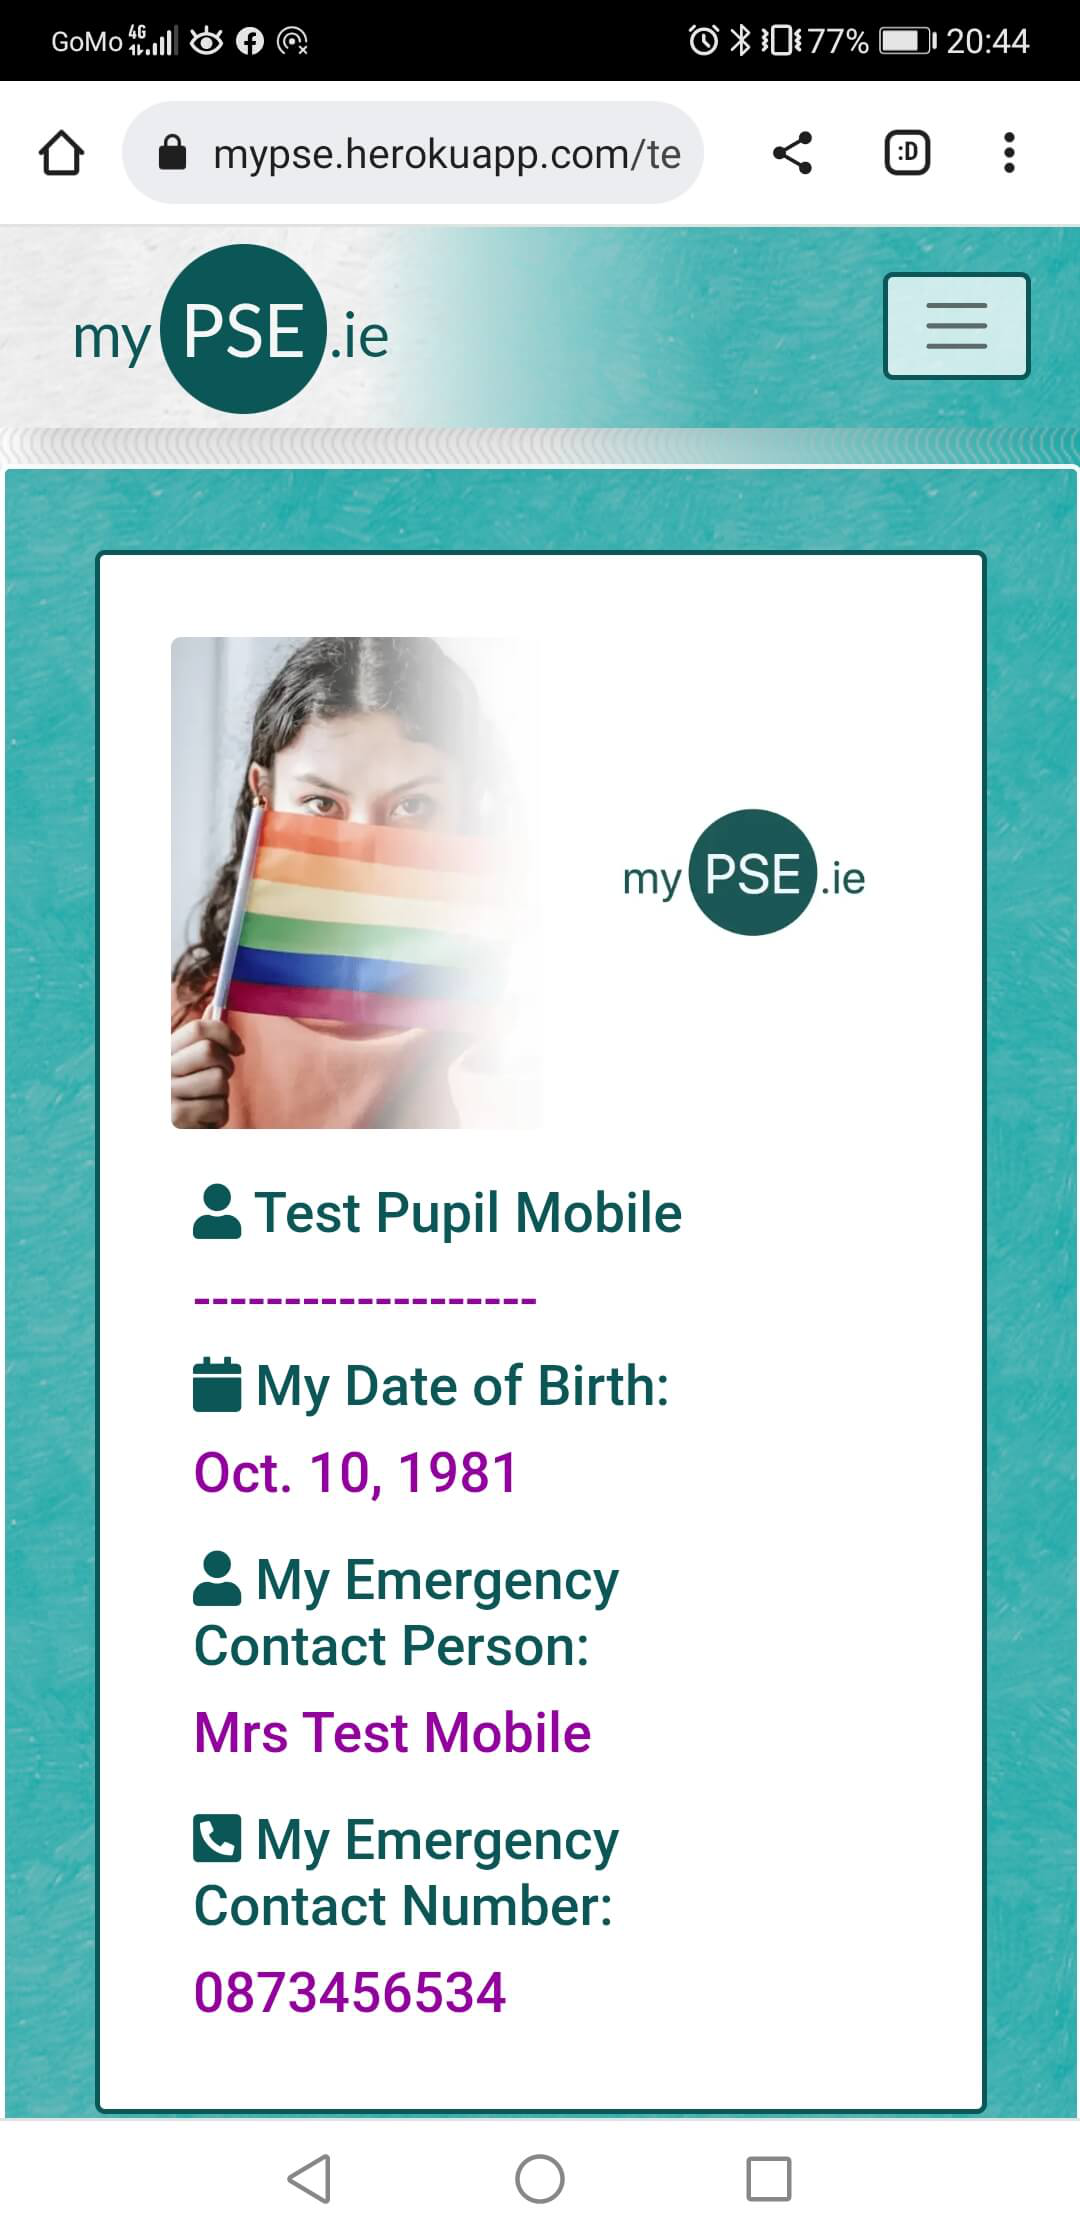 GoMo 4G 77% 20:44
mypse.herokuapp.com/te :D
my PSE .ie
my PSE .ie
Test Pupil Mobile
-------------------
My Date of Birth:
Oct. 10, 1981
My Emergency
Contact Person:
Mrs Test Mobile
My Emergency
Contact Number:
0873456534